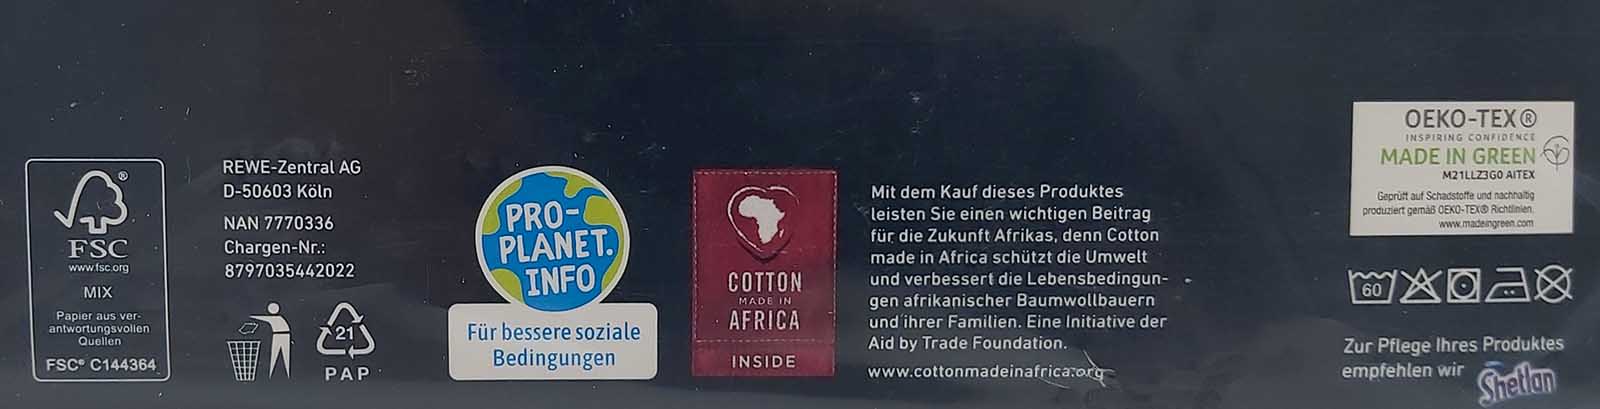 FSC®
www.fsc.org
MIX
Papier aus ver-
antwortungsvollen
Quellen
FSC® C144364
REWE-Zentral AG
D-50603 Köln
NAN 7770336
Chargen-Nr.:
8797035442022
21
PAP
PRO-
PLANET.
INFO
Für bessere soziale
Bedingungen
COTTON
MADE IN
AFRICA
INSIDE
Mit dem Kauf dieses Produktes
leisten Sie einen wichtigen Beitrag
für die Zukunft Afrikas, denn Cotton
made in Africa schützt die Umwelt
und verbessert die Lebensbedingun-
gen afrikanischer Baumwollbauern
und ihrer Familien. Eine Initiative der
Aid by Trade Foundation.
www.cottonmadeinafrica.org
OEKO-TEX®
INSPIRING CONFIDENCE
MADE IN GREEN
M21LLZ3G0 AITEX
Geprüft auf Schadstoffe und nachhaltig
produziert gemäß OEKO-TEX® Richtlinien.
www.madeingreen.com
60
Zur Pflege Ihres Produktes
empfehlen wir Shetlan